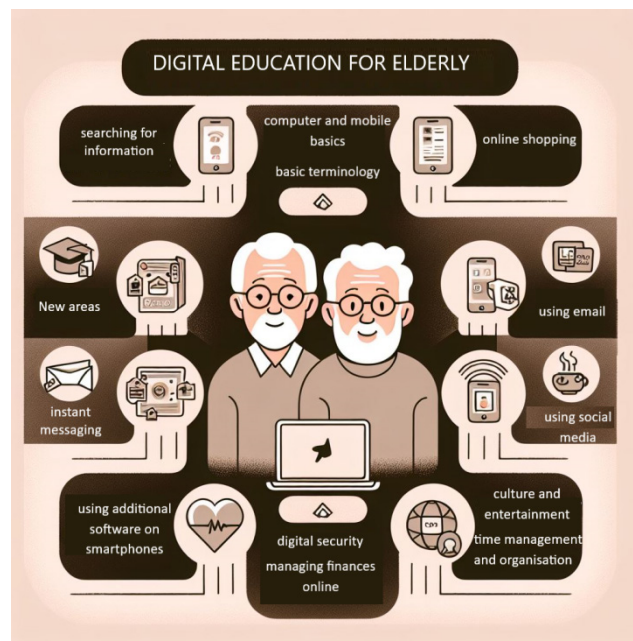 DIGITAL EDUCATION FOR ELDERLY
searching for
information
computer and mobile
basics
basic terminology
online shopping
New areas
using email
instant
messaging
using social
media
using additional
software on
smartphones
digital security
managing finances
online
culture and
entertainment
time management
and organisation